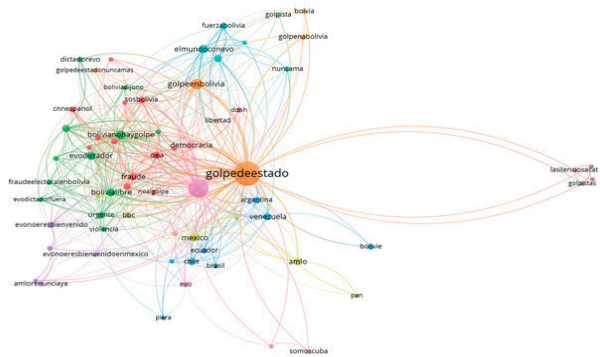 bolvia
golpista
fuerzabolivia
golpenabolivia
elmundoconevo
dictadorevo
nuncama
golpedeestadonuncamas
golpeenbolivia
sosbolivia
cnnespanol
libertad
bolivianohaygolpe
democracia
evodictador
oea
golpedeestado
lasilenciosacat
golpistas
fraude
fraudeelectoralenbolivia
bolivialibre
noalgolpe
evodictadorfuera
argentina
urgente
bbc
venezuela
evonoeresbienvenido
violencia
mexico
bolivie
ecuador
evonoeresbienvenidoenmexico
chile
brasil
amlo
amlorenunciaya
evo
pan
piera
somoscuba